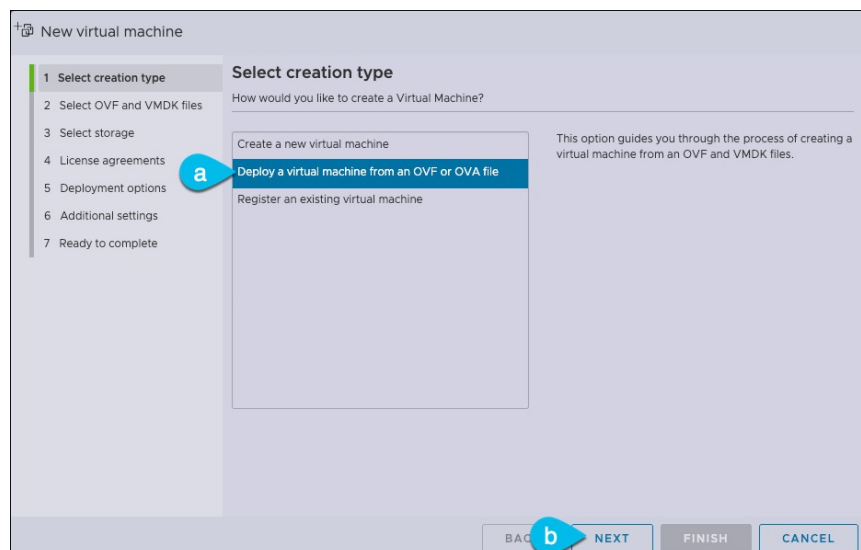 New virtual machine
1 Select creation type
2 Select OVF and VMDK files
3 Select storage
4 License agreements
5 Deployment options
6 Additional settings
7 Ready to complete
Select creation type
How would you like to create a Virtual Machine?
Create a new virtual machine
a
Deploy a virtual machine from an OVF or OVA file
Register an existing virtual machine
This option guides you through the process of creating a
virtual machine from an OVF and VMDK files.
b
NEXT
FINISH
CANCEL